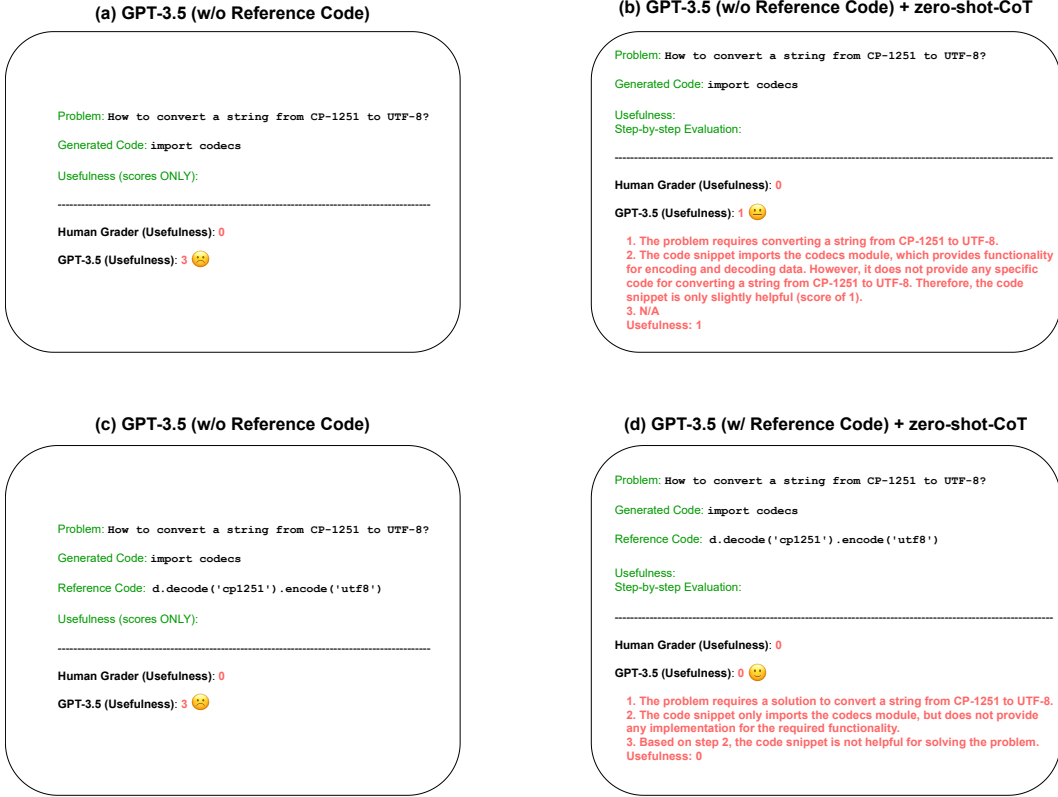 (a) GPT-3.5 (w/o Reference Code)
Problem: How to convert a string from CP-1251 to UTF-8?
Generated Code: import codecs
Usefulness (scores ONLY):
Human Grader (Usefulness): 0
GPT-3.5 (Usefulness): 3
(b) GPT-3.5 (w/o Reference Code) + zero-shot-CoT
Problem: How to convert a string from CP-1251 to UTF-8?
Generated Code: import codecs
Usefulness:
Step-by-step Evaluation:
Human Grader (Usefulness): 0
GPT-3.5 (Usefulness): 1
1. The problem requires converting a string from CP-1251 to UTF-8.
2. The code snippet imports the codecs module, which provides functionality
for encoding and decoding data. However, it does not provide any specific
code for converting a string from CP-1251 to UTF-8. Therefore, the code
snippet is only slightly helpful (score of 1).
3. N/A
Usefulness: 1
(c) GPT-3.5 (w/o Reference Code)
Problem: How to convert a string from CP-1251 to UTF-8?
Generated Code: import codecs
Reference Code: d.decode('cp1251').encode('utf8')
Usefulness (scores ONLY):
Human Grader (Usefulness): 0
GPT-3.5 (Usefulness): 3
(d) GPT-3.5 (w/ Reference Code) + zero-shot-CoT
Problem: How to convert a string from CP-1251 to UTF-8?
Generated Code: import codecs
Reference Code: d.decode('cp1251').encode('utf8')
Usefulness:
Step-by-step Evaluation:
Human Grader (Usefulness): 0
GPT-3.5 (Usefulness): 0
1. The problem requires a solution to convert a string from CP-1251 to UTF-8.
2. The code snippet only imports the codecs module, but does not provide
any implementation for the required functionality.
3. Based on step 2, the code snippet is not helpful for solving the problem.
Usefulness: 0